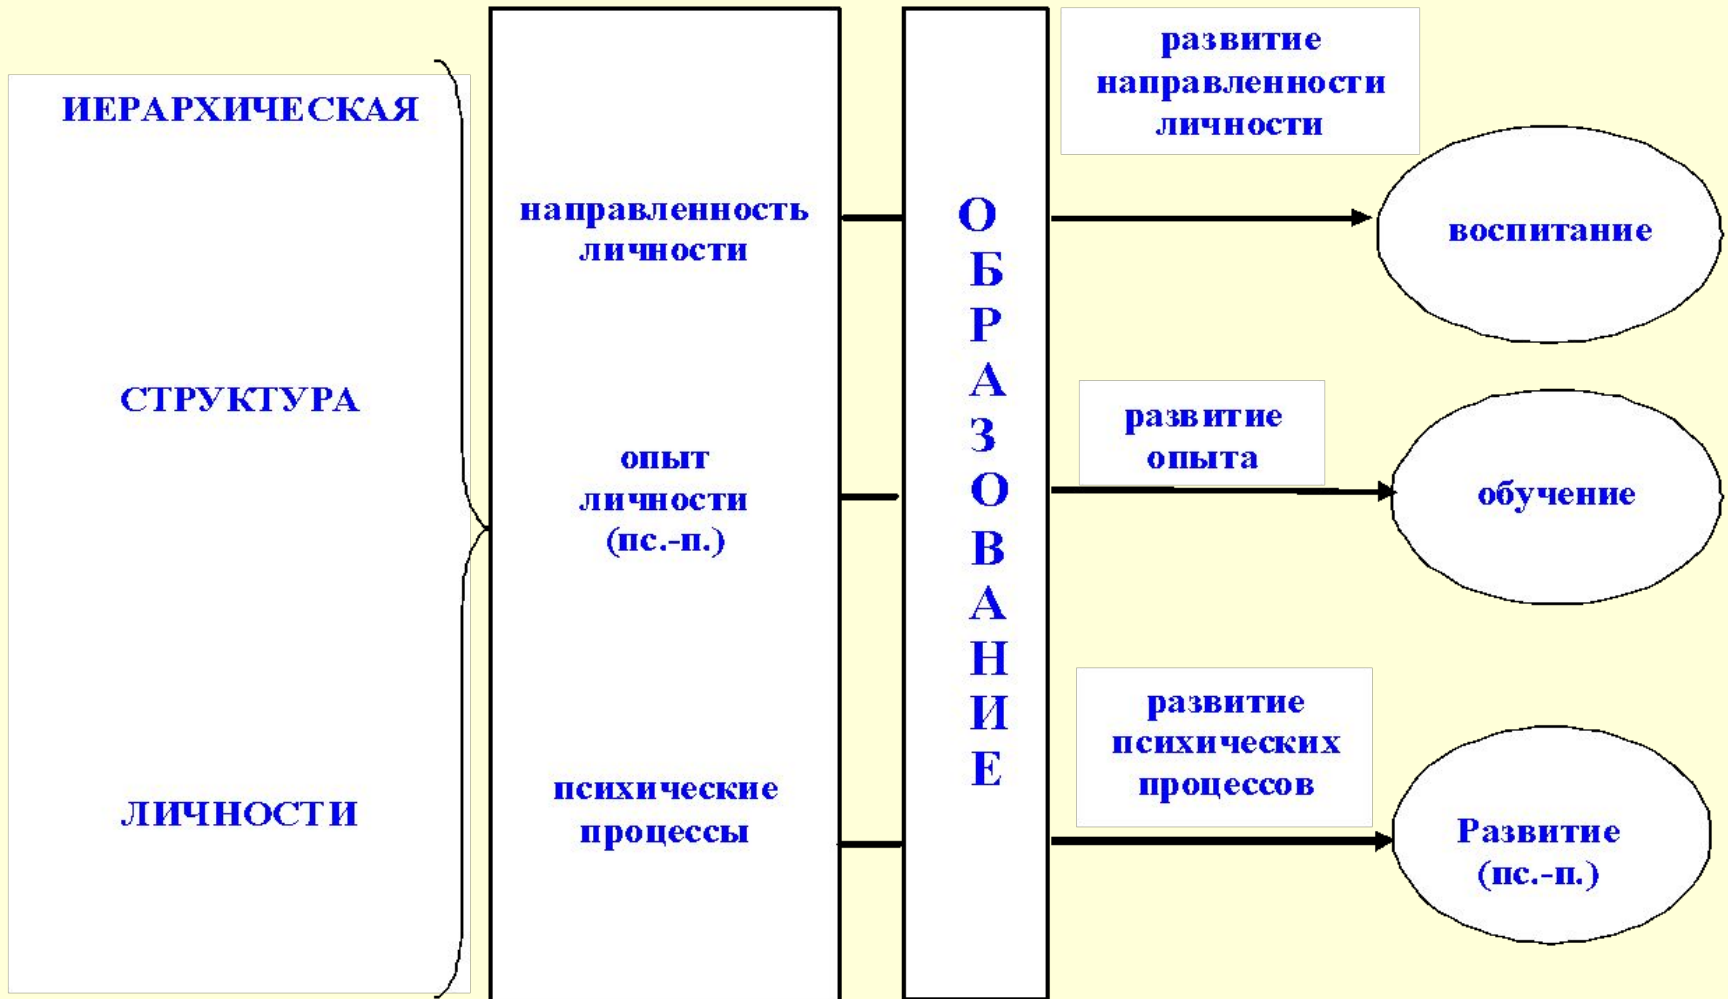 ИЕРАРХИЧЕСКАЯ
СТРУКТУРА
ЛИЧНОСТИ
направленность
личности
опыт
личности
(пс.-п.)
психические
процессы
О
Б
Р
А
З
О
В
А
Н
И
Е
развитие
направленности
личности
воспитание
развитие
опыта
обучение
развитие
психических
процессов
Развитие
(пс.-п.)